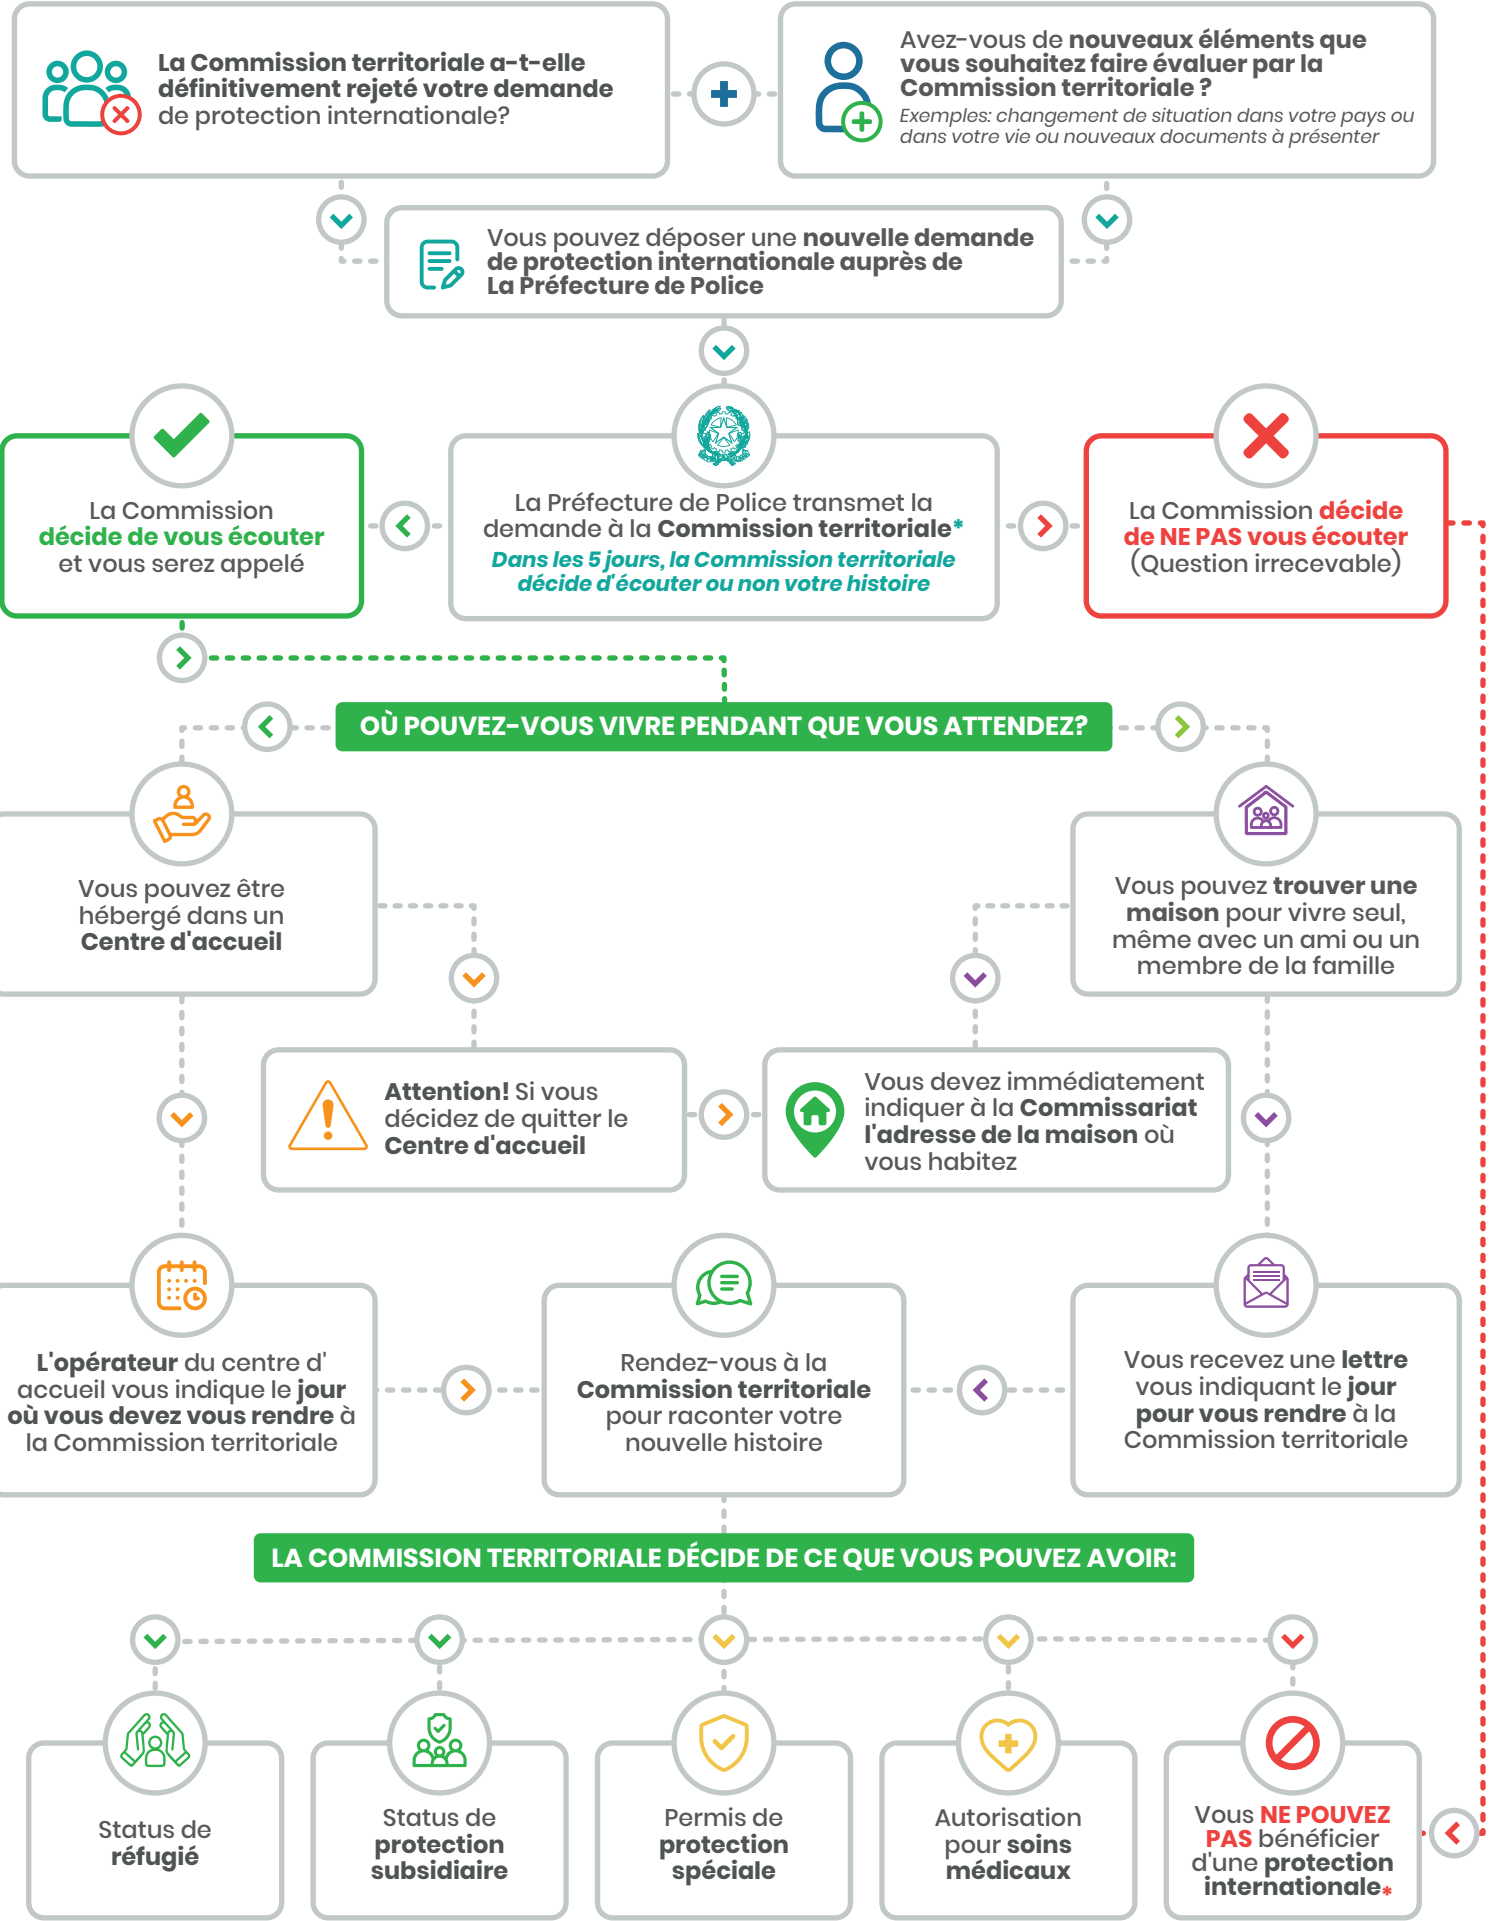 La Commission territoriale a-t-elle
définitivement rejeté votre demande
de protection internationale?
Avez-vous de nouveaux éléments que
vous souhaitez faire évaluer par la
Commission territoriale ?
Exemples: changement de situation dans votre pays ou
dans votre vie ou nouveaux documents à présenter
Vous pouvez déposer une nouvelle demande
de protection internationale auprès de
La Préfecture de Police
La Commission
décide de vous écouter
et vous serez appelé
La Préfecture de Police transmet la
demande à la Commission territoriale*
Dans les 5 jours, la Commission territoriale
décide d'écouter ou non votre histoire
La Commission décide
de NE PAS vous écouter
(Question irrecevable)
OÙ POUVEZ-VOUS VIVRE PENDANT QUE VOUS ATTENDEZ?
Vous pouvez être
hébergé dans un
Centre d'accueil
Vous pouvez trouver une
maison pour vivre seul,
même avec un ami ou un
membre de la famille
Attention! Si vous
décidez de quitter le
Centre d'accueil
Vous devez immédiatement
indiquer à la Commissariat
l'adresse de la maison où
vous habitez
L'opérateur du centre d'
accueil vous indique le jour
où vous devez vous rendre à
la Commission territoriale
Rendez-vous à la
Commission territoriale
pour raconter votre
nouvelle histoire
Vous recevez une lettre
vous indiquant le jour
pour vous rendre à la
Commission territoriale
LA COMMISSION TERRITORIALE DÉCIDE DE CE QUE VOUS POUVEZ AVOIR:
Status de
réfugié
Status de
protection
subsidiaire
Permis de
protection
spéciale
Autorisation
pour soins
médicaux
Vous NE POUVEZ
PAS bénéficier
d'une protection
internationale*